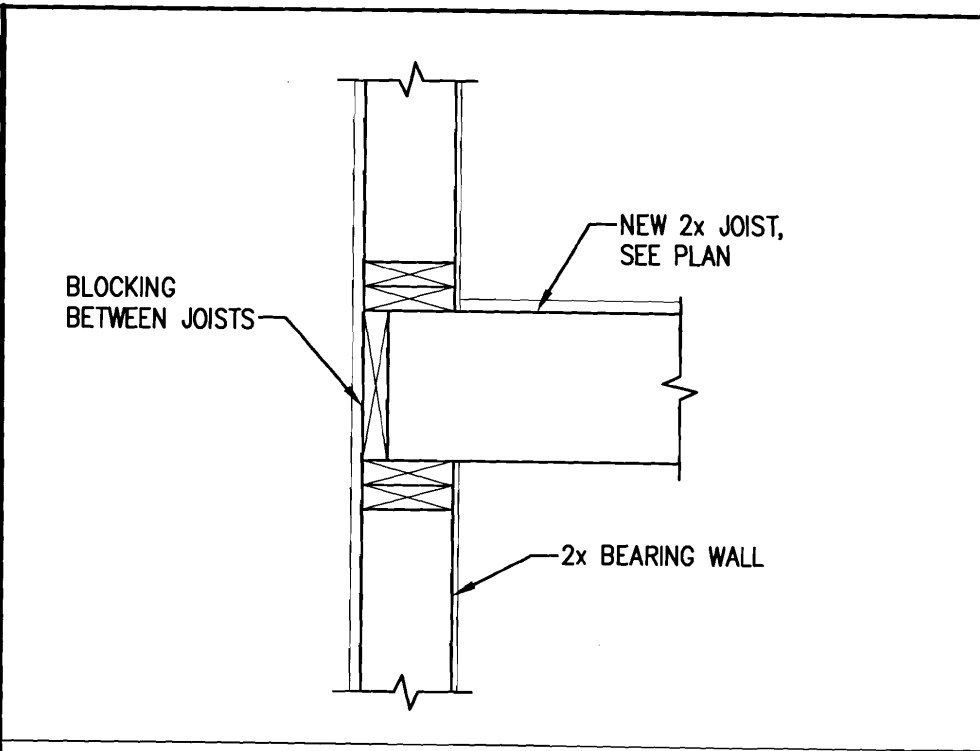 NEW 2x JOIST,
SEE PLAN
BLOCKING
BETWEEN JOISTS
2x BEARING WALL